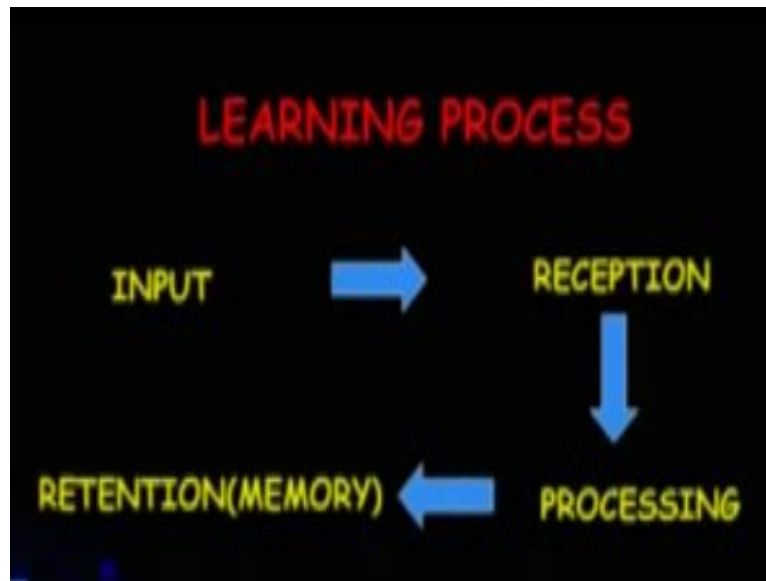 LEARNING PROCESS
INPUT
RECEPTION
PROCESSING
RETENTION(MEMORY)